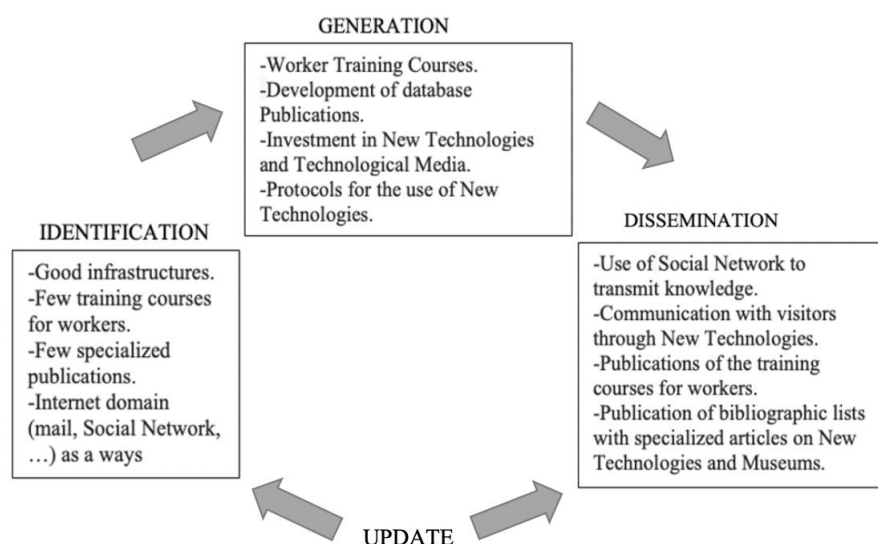 GENERATION
-Worker Training Courses.
-Development of database
Publications.
-Investment in New Technologies
and Technological Media.
-Protocols for the use of New
Technologies.
IDENTIFICATION
-Good infrastructures.
-Few training courses
for workers.
-Few specialized
publications.
-Internet domain
(mail, Social Network,
…) as a ways
DISSEMINATION
-Use of Social Network to
transmit knowledge.
-Communication with visitors
through New Technologies.
-Publications of the training
courses for workers.
-Publication of bibliographic lists
with specialized articles on New
Technologies and Museums.
UPDATE